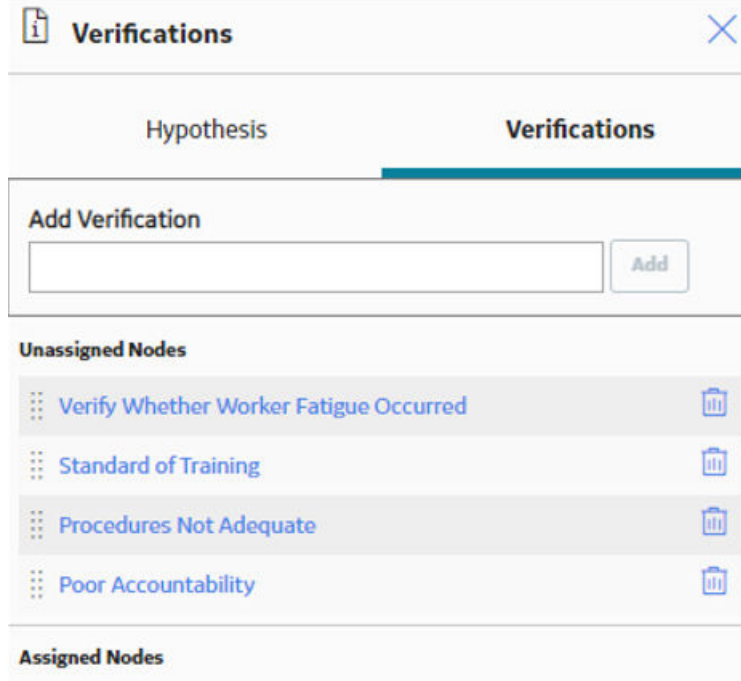 Verifications
Hypothesis
Verifications
Add Verification
Add
Unassigned Nodes
Verify Whether Worker Fatigue Occurred
Standard of Training
Procedures Not Adequate
Poor Accountability
Assigned Nodes